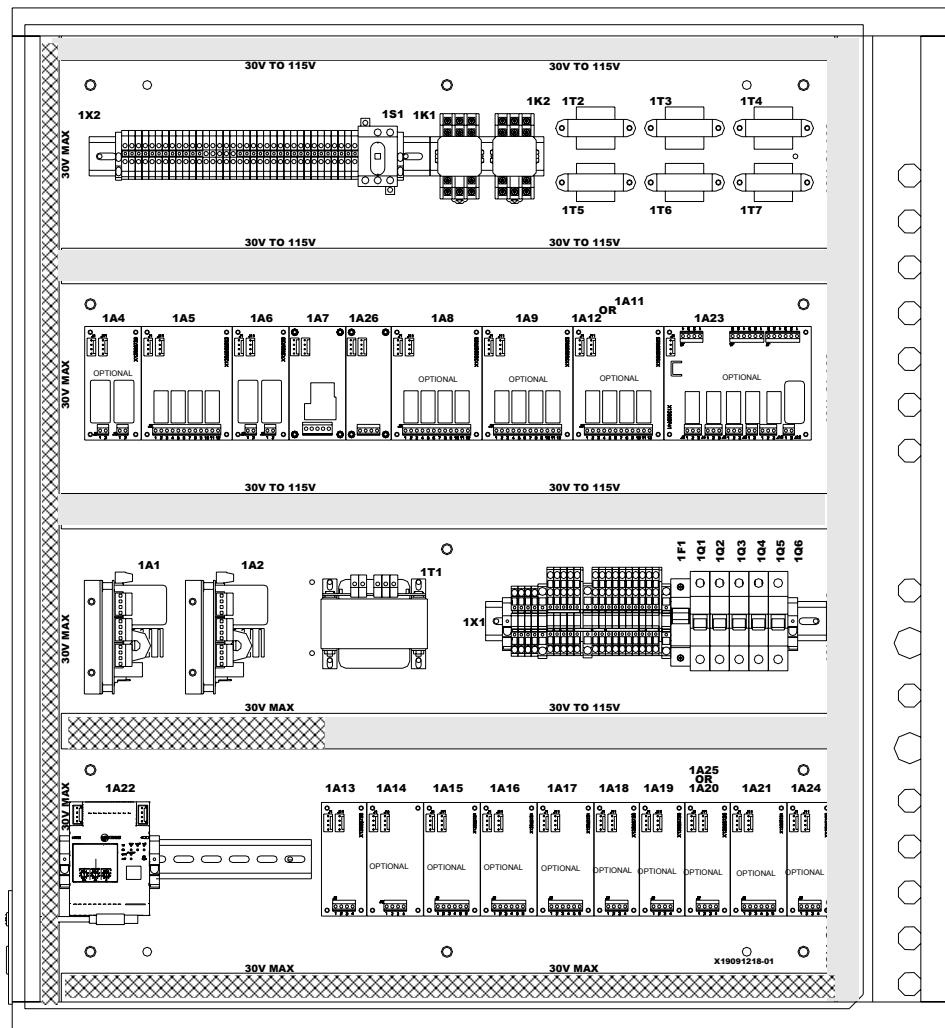 30V TO 115V 30V TO 115V
1X2 1S1 1K1 1K2 1T2 1T3 1T4
30V MAX
1T5 1T6 1T7
30V TO 115V 30V TO 115V
1A4 1A5 1A6 1A7 1A26 1A8 1A9 1A12 OR 1A11 1A23
30V MAX
OPTIONAL OPTIONAL OPTIONAL OPTIONAL OPTIONAL
30V TO 115V 30V TO 115V
1A1 1A2 1T1 1X1 1F1 1Q1 1Q2 1Q3 1Q4 1Q5 1Q6
30V MAX
30V MAX 30V TO 115V
1A22 1A13 1A14 1A15 1A16 1A17 1A18 1A19 1A25 OR 1A20 1A21 1A24
30V MAX
OPTIONAL OPTIONAL OPTIONAL OPTIONAL OPTIONAL OPTIONAL OPTIONAL OPTIONAL OPTIONAL
X19091218-01
30V MAX 30V MAX